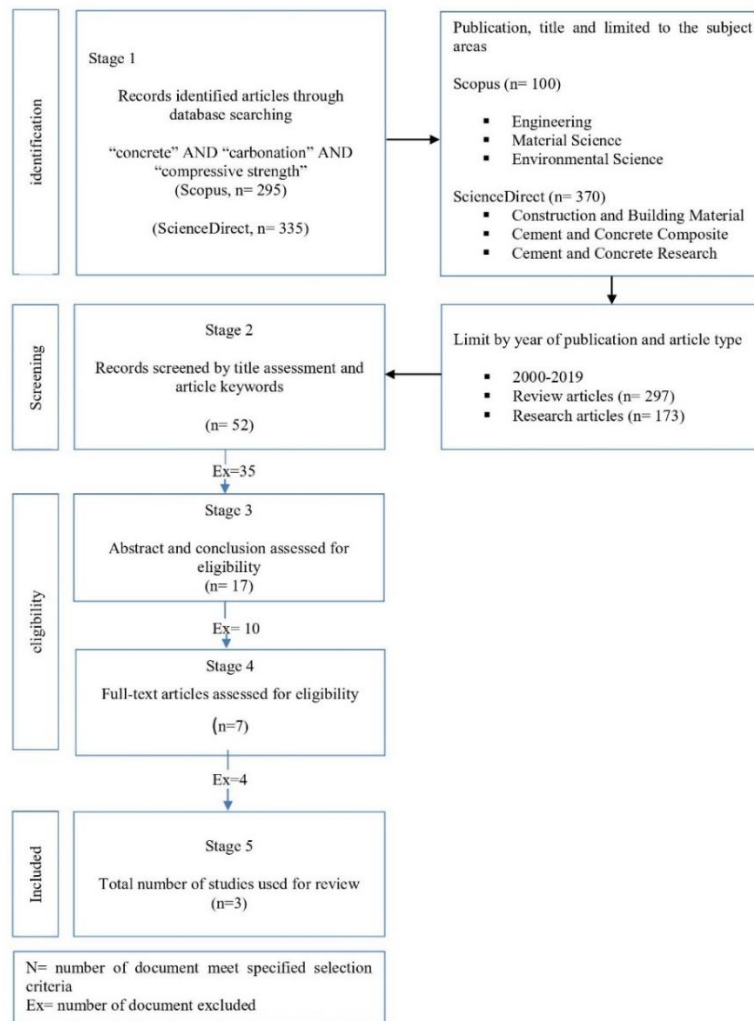 identification
Stage 1
Records identified articles through
database searching
“concrete” AND “carbonation” AND
“compressive strength”
(Scopus, n= 295)
(ScienceDirect, n= 335)
Publication, title and limited to the subject
areas
Scopus (n= 100)
▪ Engineering
▪ Material Science
▪ Environmental Science
ScienceDirect (n= 370)
▪ Construction and Building Material
▪ Cement and Concrete Composite
▪ Cement and Concrete Research
Screening
Stage 2
Records screened by title assessment and
article keywords
(n= 52)
Limit by year of publication and article type
▪ 2000-2019
▪ Review articles (n= 297)
▪ Research articles (n= 173)
Ex=35
eligibility
Stage 3
Abstract and conclusion assessed for
eligibility
(n= 17)
Ex= 10
Stage 4
Full-text articles assessed for eligibility
(n=7)
Ex=4
Included
Stage 5
Total number of studies used for review
(n=3)
N= number of document meet specified selection
criteria
Ex= number of document excluded